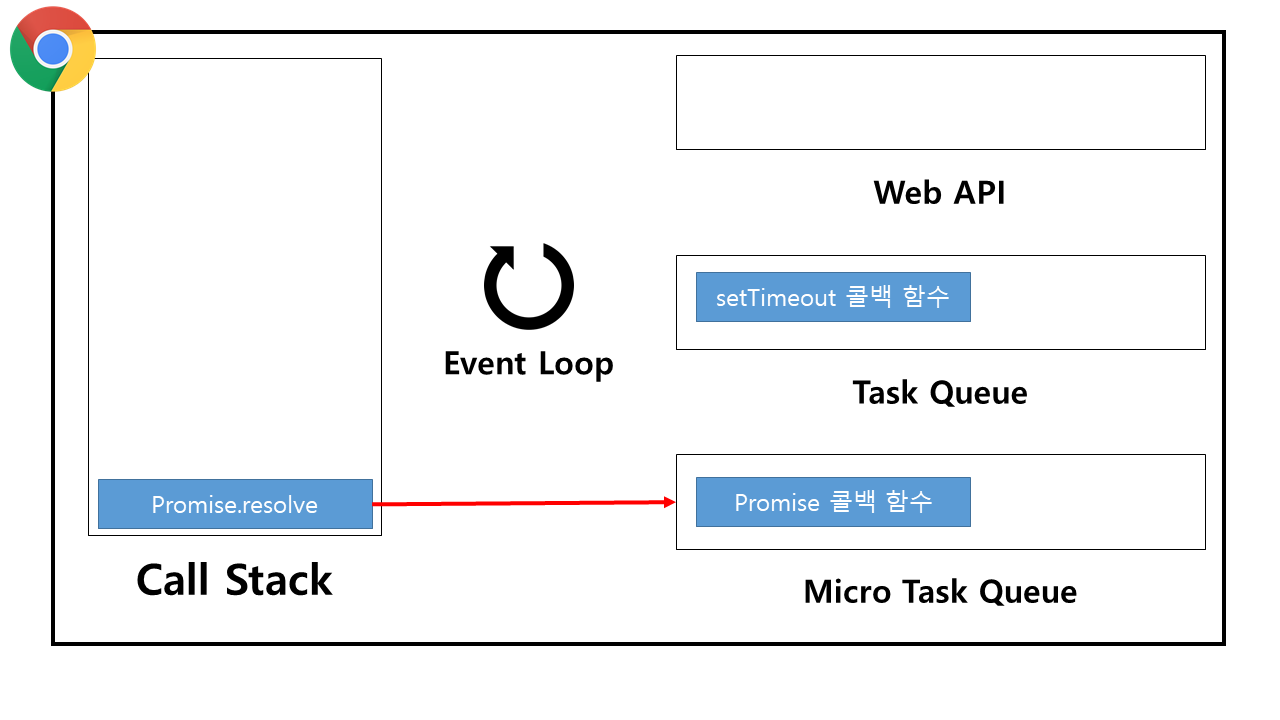 Web API
setTimeout 콜백 함수
Event Loop
Task Queue
Promise.resolve
Promise 콜백 함수
Call Stack
Micro Task Queue